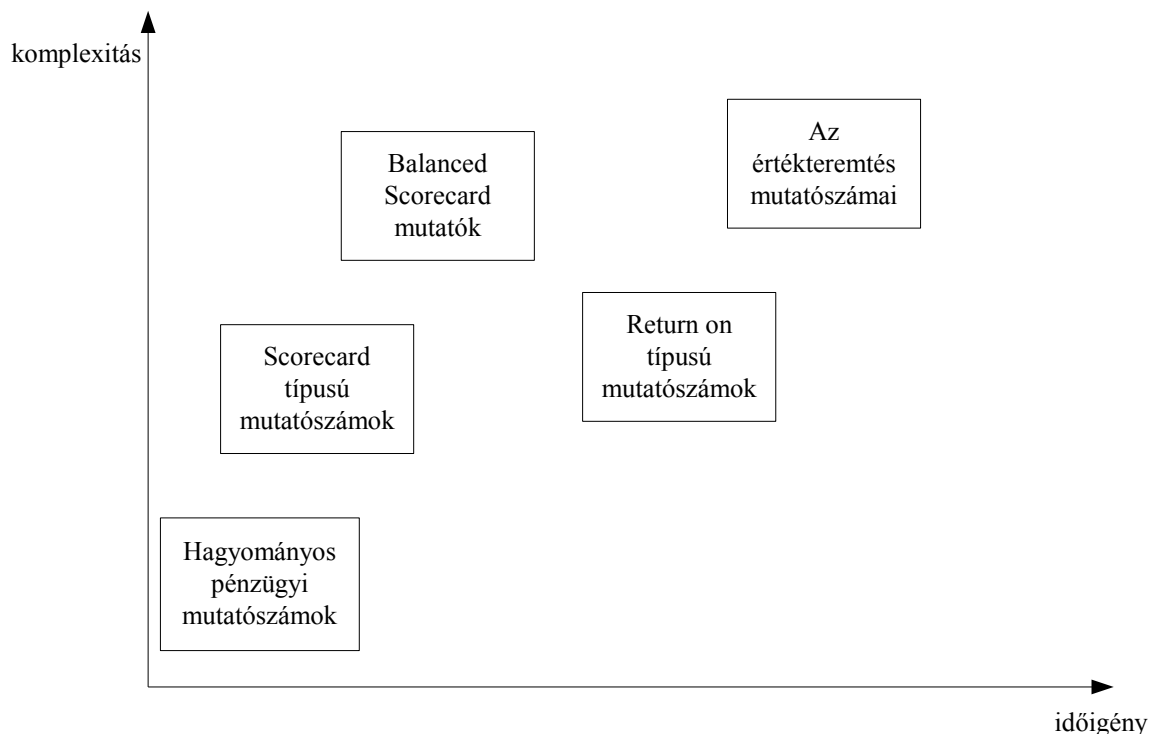 komplexitás
Az
értékteremtés
mutatószámai
Balanced
Scorecard
mutatók
Return on
típusú
mutatószámok
Scorecard
típusú
mutatószámok
Hagyományos
pénzügyi
mutatószámok
időigény